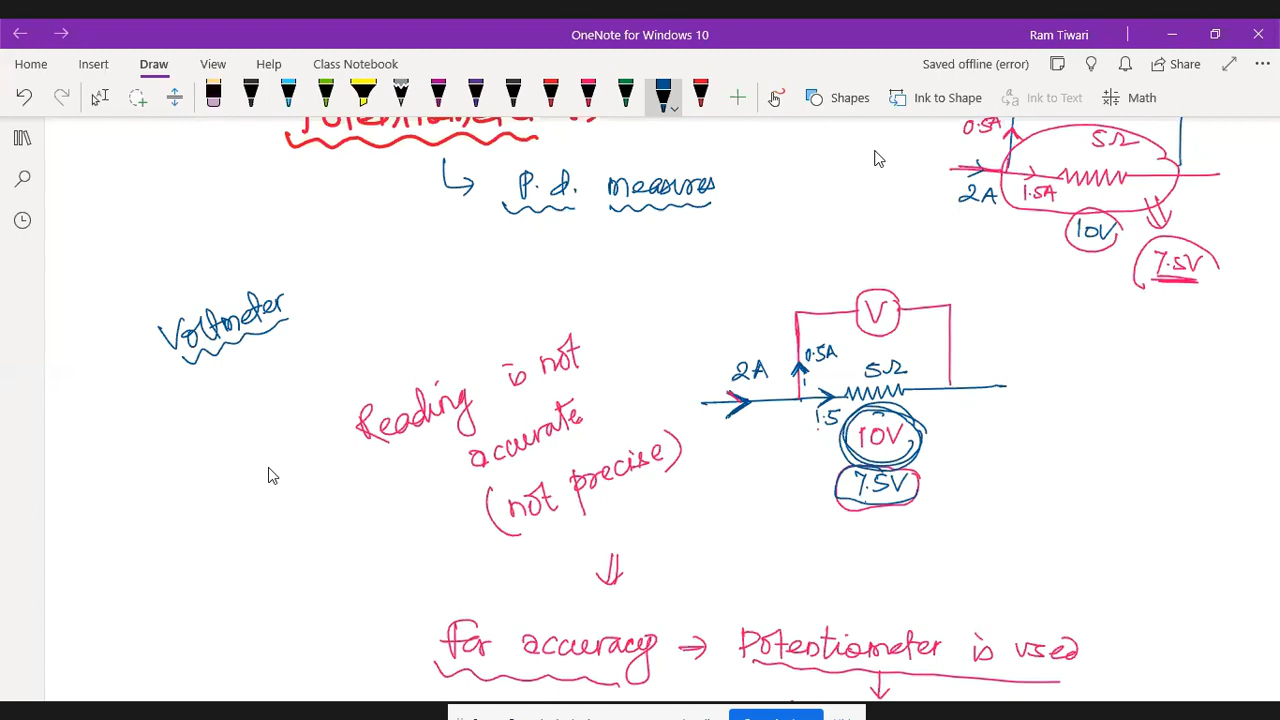 OneNote for Windows 10
Ram Tiwari
Home Insert Draw View Help Class Notebook
Saved offline (error)
Share
Shapes
Ink to Shape
Ink to Text
Math
Potentiometer
P.d. measures
0.5A
5Ω
2A
1.5A
10V
7.5V
Voltmeter
Reading is not
accurate
(not precise)
V
0.5A
2A
5Ω
1.5
10V
7.5V
For accuracy → Potentiometer is used